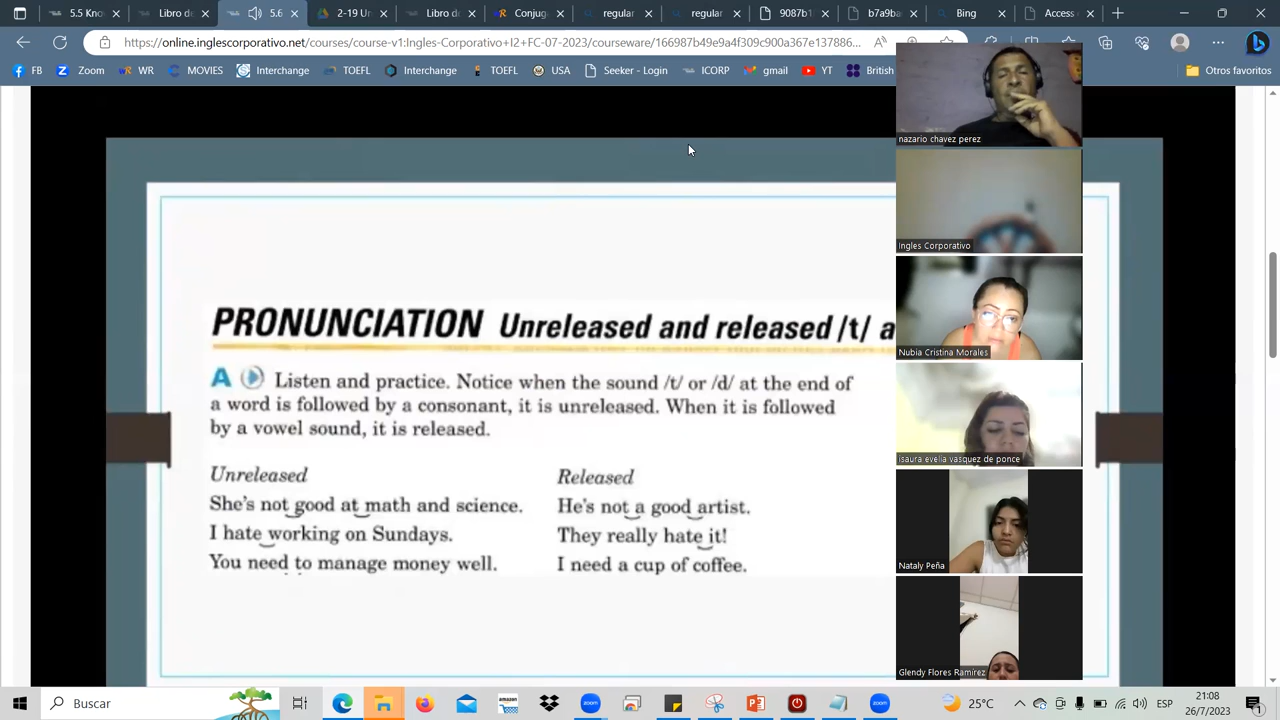 5.5 Kno
Libro de
5.6
2-19 Un
Libro de
Conjug
regular
regular
9087b1
b7a9ba
Documen
Access r
https://online.inglescorporativo.net/courses/course-v1:Ingles-Corporativo+I2+FC-07-2023/courseware/166987b49e9a4f309c900a367e137886...
FB
Zoom
WR
MOVIES
Interchange
TOEFL
Interchange
TOEFL
USA
Seeker - Login
ICORP
gmail
YT
British
Otros favoritos
PRONUNCIATION Unreleased and released /t/ a
A Listen and practice. Notice when the sound /t/ or /d/ at the end of
a word is followed by a consonant, it is unreleased. When it is followed
by a vowel sound, it is released.
Unreleased
She's not good at math and science.
I hate working on Sundays.
You need to manage money well.
Released
He's not a good artist.
They really hate it!
I need a cup of coffee.
nazario chavez perez
Ingles Corporativo
Nubia Cristina Morales
isaura evelia vasquez de ponce
Nataly Peña
Glendy Flores Ramírez
Buscar
25°C
ESP
21:08
26/7/2023